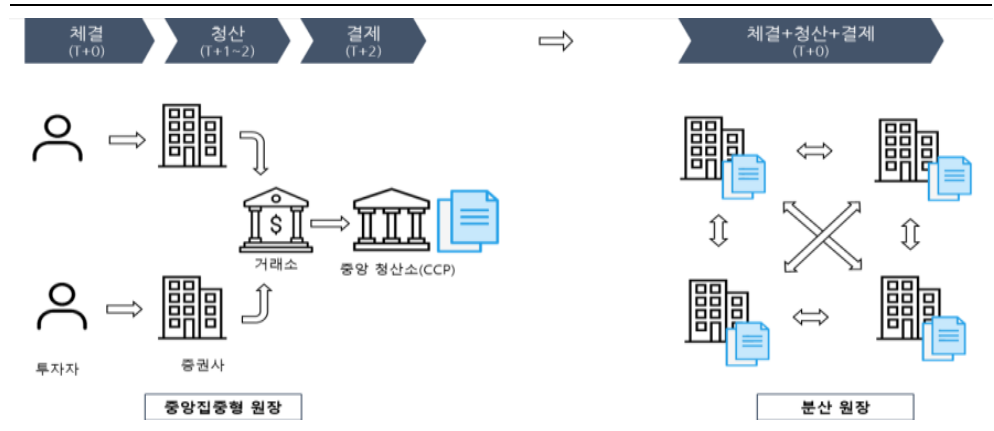 체결
(T+0)
청산
(T+1~2)
결제
(T+2)
체결+청산+결제
(T+0)
$
거래소
중앙 청산소(CCP)
투자자
증권사
중앙집중형 원장
분산 원장